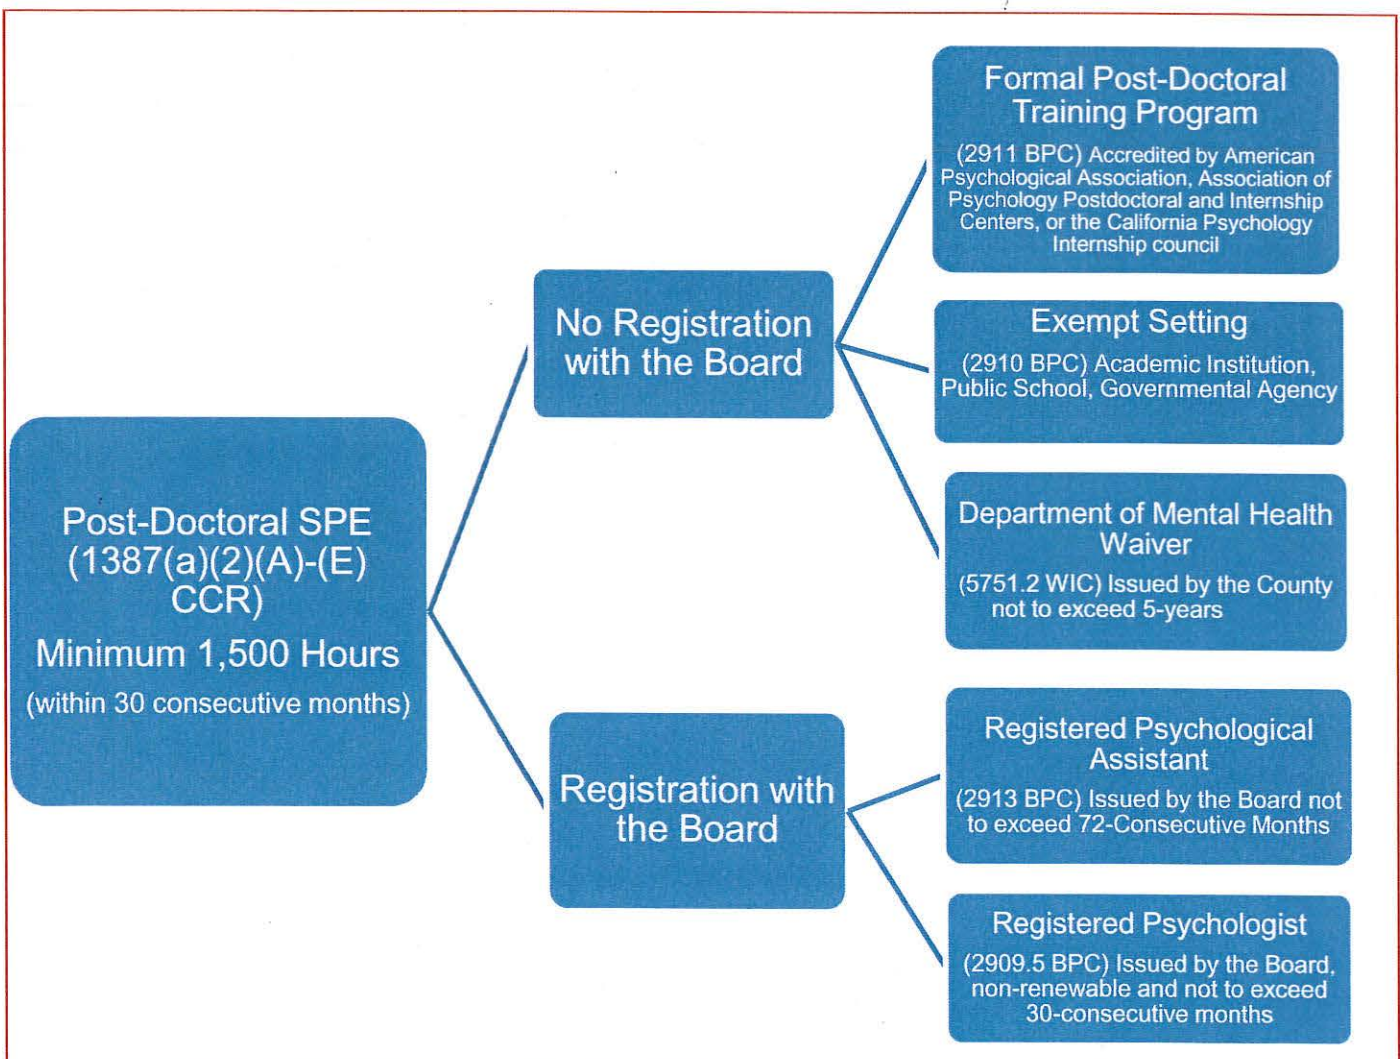 Post-Doctoral SPE
(1387(a)(2)(A)-(E)
CCR)
Minimum 1,500 Hours
(within 30 consecutive months)
No Registration
with the Board
Formal Post-Doctoral
Training Program
(2911 BPC) Accredited by American
Psychological Association, Association of
Psychology Postdoctoral and Internship
Centers, or the California Psychology
Internship council
Exempt Setting
(2910 BPC) Academic Institution,
Public School, Governmental Agency
Department of Mental Health
Waiver
(5751.2 WIC) Issued by the County
not to exceed 5-years
Registration with
the Board
Registered Psychological
Assistant
(2913 BPC) Issued by the Board not
to exceed 72-Consecutive Months
Registered Psychologist
(2909.5 BPC) Issued by the Board,
non-renewable and not to exceed
30-consecutive months